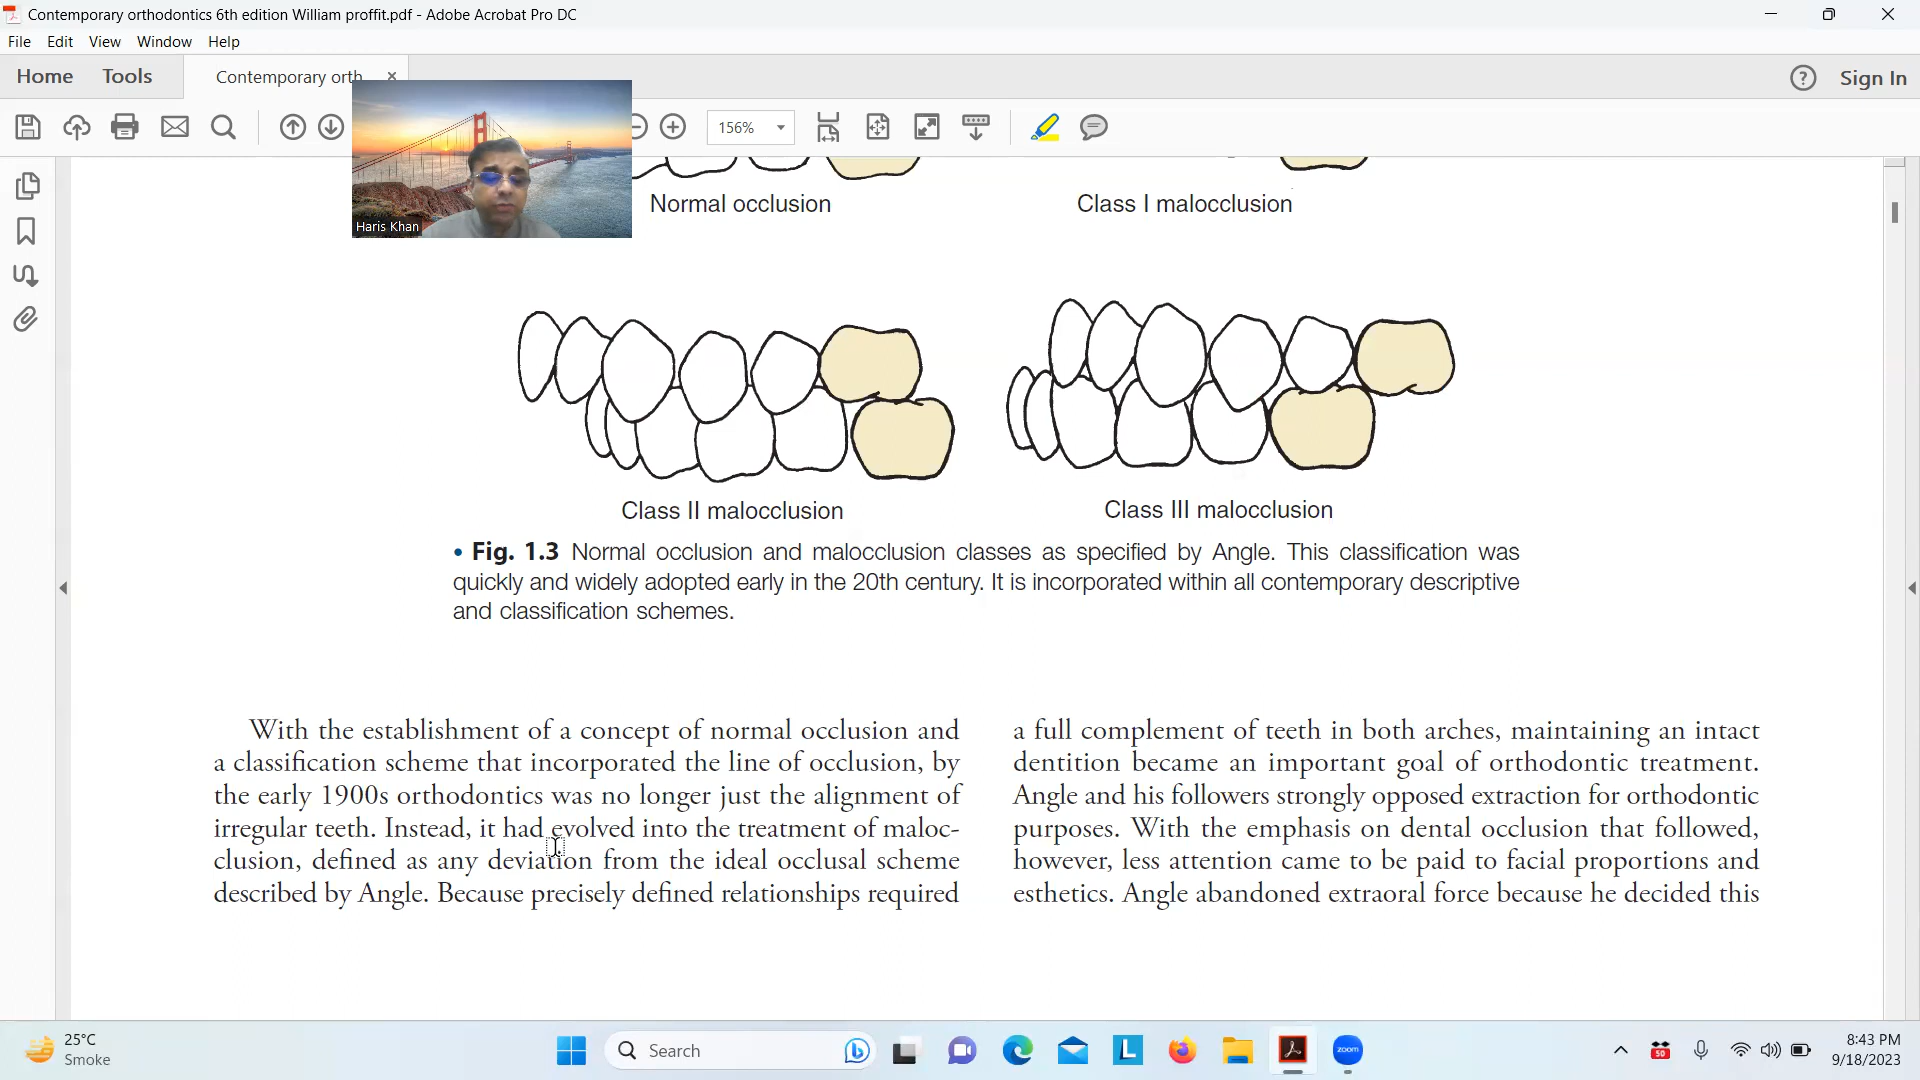 Contemporary orthodontics 6th edition William proffit.pdf - Adobe Acrobat Pro DC
File Edit View Window Help
Home Tools Contemporary orth... × Sign In
156%
Haris Khan
Normal occlusion
Class I malocclusion
Class II malocclusion
Class III malocclusion
• Fig. 1.3 Normal occlusion and malocclusion classes as specified by Angle. This classification was
quickly and widely adopted early in the 20th century. It is incorporated within all contemporary descriptive
and classification schemes.
With the establishment of a concept of normal occlusion and
a classification scheme that incorporated the line of occlusion, by
the early 1900s orthodontics was no longer just the alignment of
irregular teeth. Instead, it had evolved into the treatment of maloc-
clusion, defined as any deviation from the ideal occlusal scheme
described by Angle. Because precisely defined relationships required
a full complement of teeth in both arches, maintaining an intact
dentition became an important goal of orthodontic treatment.
Angle and his followers strongly opposed extraction for orthodontic
purposes. With the emphasis on dental occlusion that followed,
however, less attention came to be paid to facial proportions and
esthetics. Angle abandoned extraoral force because he decided this
25°C
Smoke
Search
L
zoom
50
8:43 PM
9/18/2023